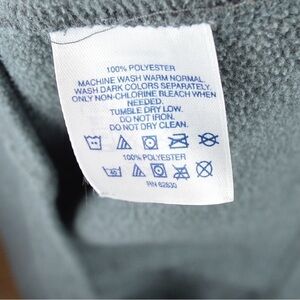 100% POLYESTER
MACHINE WASH WARM NORMAL.
WASH DARK COLORS SEPARATELY.
ONLY NON-CHLORINE BLEACH WHEN
NEEDED.
TUMBLE DRY LOW.
DO NOT IRON.
DO NOT DRY CLEAN.
100% POLYESTER
RN 62830